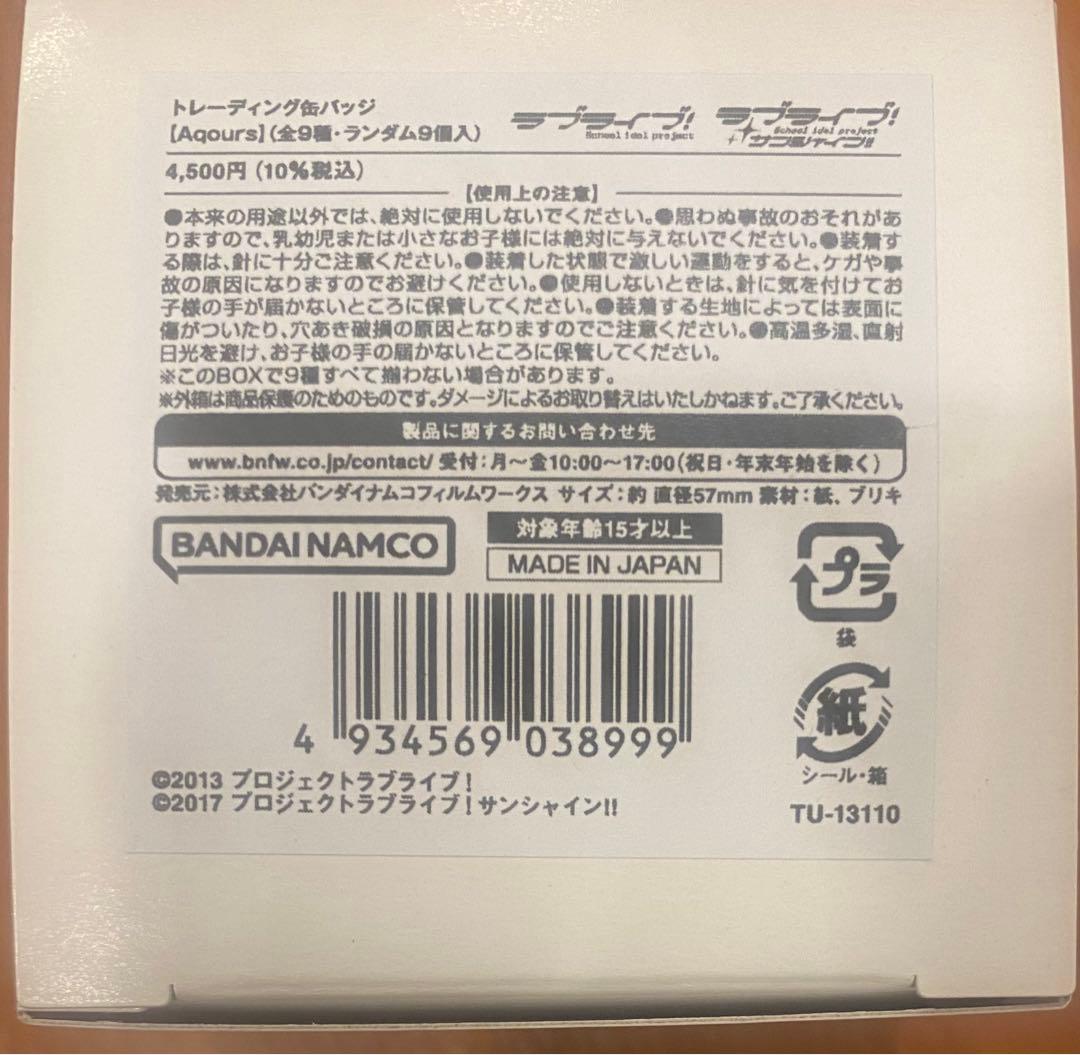 トレーディング缶バッジ
【Aqours】(全9種・ランダム9個入)
ラブライブ!
School idol project
ラブライブ!
School idol project
サンシャイン!!
4,500円(10%税込)
【使用上の注意】
●本来の用途以外では、絶対に使用しないでください。●思わぬ事故のおそれがあ
りますので、乳幼児または小さなお子様には絶対に与えないでください。●装着す
る際は、針に十分ご注意ください。●装着した状態で激しい運動をすると、ケガや事
故の原因になりますのでお避けください。●使用しないときは、針に気を付けてお
子様の手が届かないところに保管してください。●装着する生地によっては表面に
傷がついたり、穴あき破損の原因となりますのでご注意ください。●高温多湿、直射
日光を避け、お子様の手の届かないところに保管してください。
※このBOXで9種すべて揃わない場合があります。
※外箱は商品保護のためのものです。ダメージによるお取り替えはいたしかねます。ご了承ください。
製品に関するお問い合わせ先
www.bnfw.co.jp/contact/ 受付:月〜金10:00〜17:00(祝日・年末年始を除く)
発売元:株式会社バンダイナムコフィルムワークス サイズ:約 直径57mm 素材:紙、ブリキ
BANDAI NAMCO
対象年齢15才以上
MADE IN JAPAN
プラ
袋
紙
シール・箱
4 934569 038999
©2013 プロジェクトラブライブ!
©2017 プロジェクトラブライブ!サンシャイン!!
TU-13110